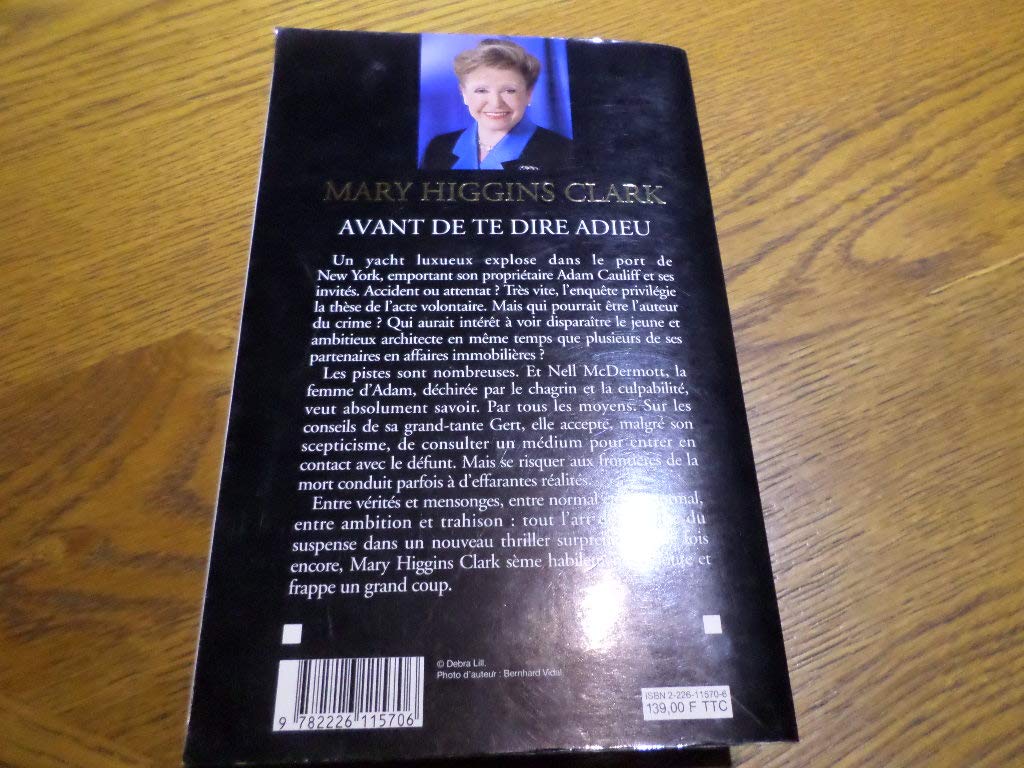 MARY HIGGINS CLARK
AVANT DE TE DIRE ADIEU
Un yacht luxueux explose dans le port de
New York, emportant son propriétaire Adam Cauliff et ses
invités. Accident ou attentat ? Très vite, l'enquête privilégie
la thèse de l'acte volontaire. Mais qui pourrait être l'auteur
du crime ? Qui aurait intérêt à voir disparaître le jeune et
ambitieux architecte en même temps que plusieurs de ses
partenaires en affaires immobilières ?
Les pistes sont nombreuses. Et Nell McDermott, la
femme d'Adam, déchirée par le chagrin et la culpabilité,
veut absolument savoir. Par tous les moyens. Sur les
conseils de sa grand-tante Gert, elle accepte, malgré son
scepticisme, de consulter un médium pour entrer en
contact avec le défunt. Mais se risquer aux frontières de la
mort conduit parfois à d'effarantes réalités.
Entre vérités et mensonges, entre normal
entre ambition et trahison : tout l'art du
suspense dans un nouveau thriller fois
encore, Mary Higgins Clark sème et
frappe un grand coup.
© Debra Lill.
Photo d'auteur : Bernhard Vidal
ISBN 2-226-11570-6
139,00 F TTC
9 782226 115706